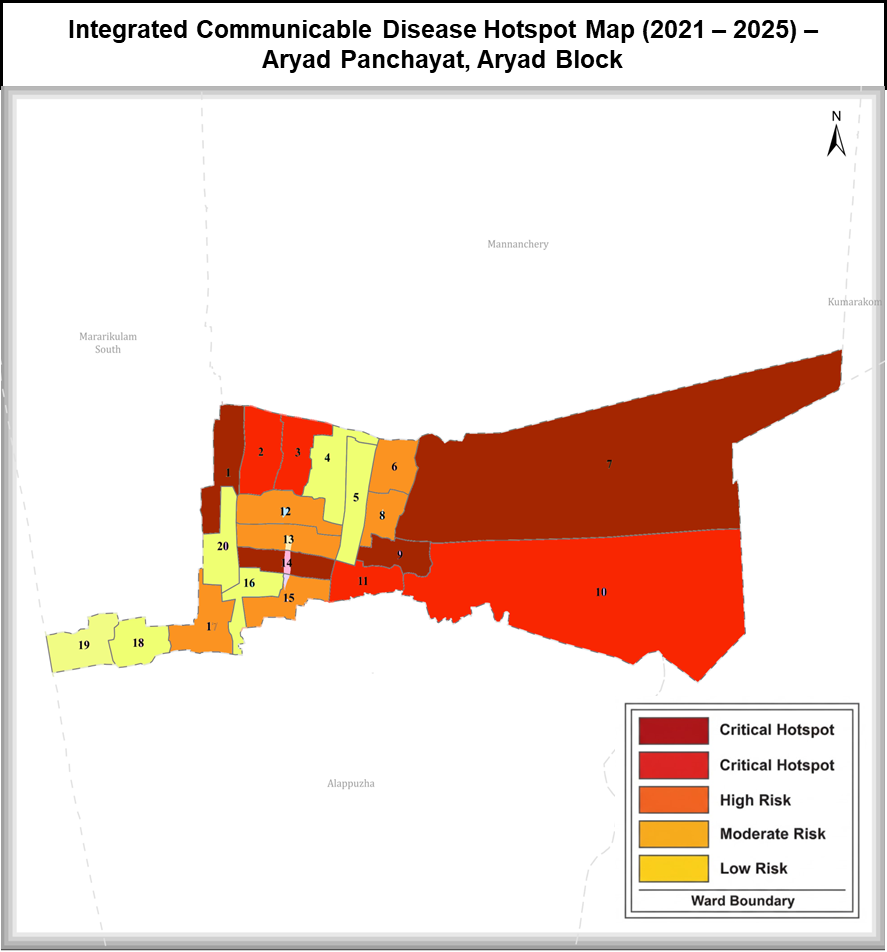 Integrated Communicable Disease Hotspot Map (2021 – 2025) –
Aryad Panchayat, Aryad Block
N
Mannanchery
Kumarakom
Mararikulam
South
1
2
3
4
5
6
7
8
9
10
11
12
13
14
15
16
17
18
19
20
Alappuzha
Critical Hotspot
Critical Hotspot
High Risk
Moderate Risk
Low Risk
Ward Boundary